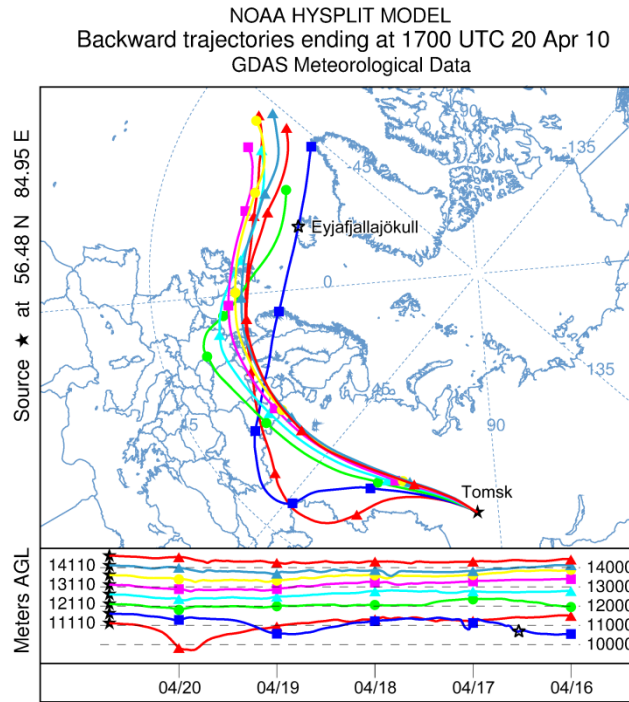 NOAA HYSPLIT MODEL
Backward trajectories ending at 1700 UTC 20 Apr 10
GDAS Meteorological Data
Source ★ at 56.48 N 84.95 E
-90
-135
-45
Eyjafjallajökull
0
135
45
90
45
Tomsk
Meters AGL
14110
14000
13110
13000
12110
12000
11110
11000
10000
04/20 04/19 04/18 04/17 04/16